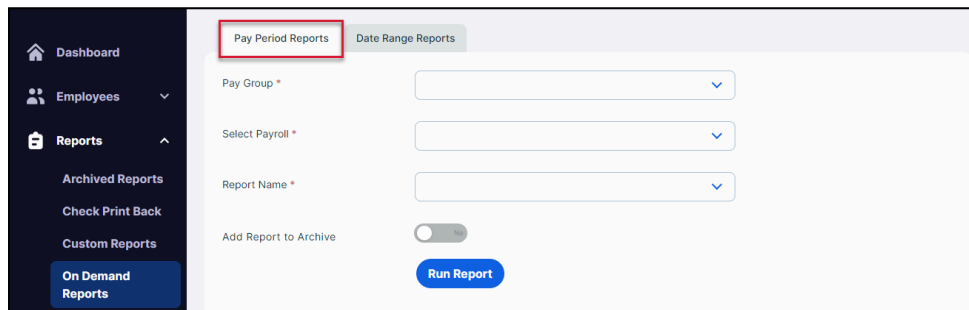 Dashboard
Employees
Reports
Archived Reports
Check Print Back
Custom Reports
On Demand
Reports
Pay Period Reports
Date Range Reports
Pay Group *
Select Payroll *
Report Name *
Add Report to Archive
No
Run Report